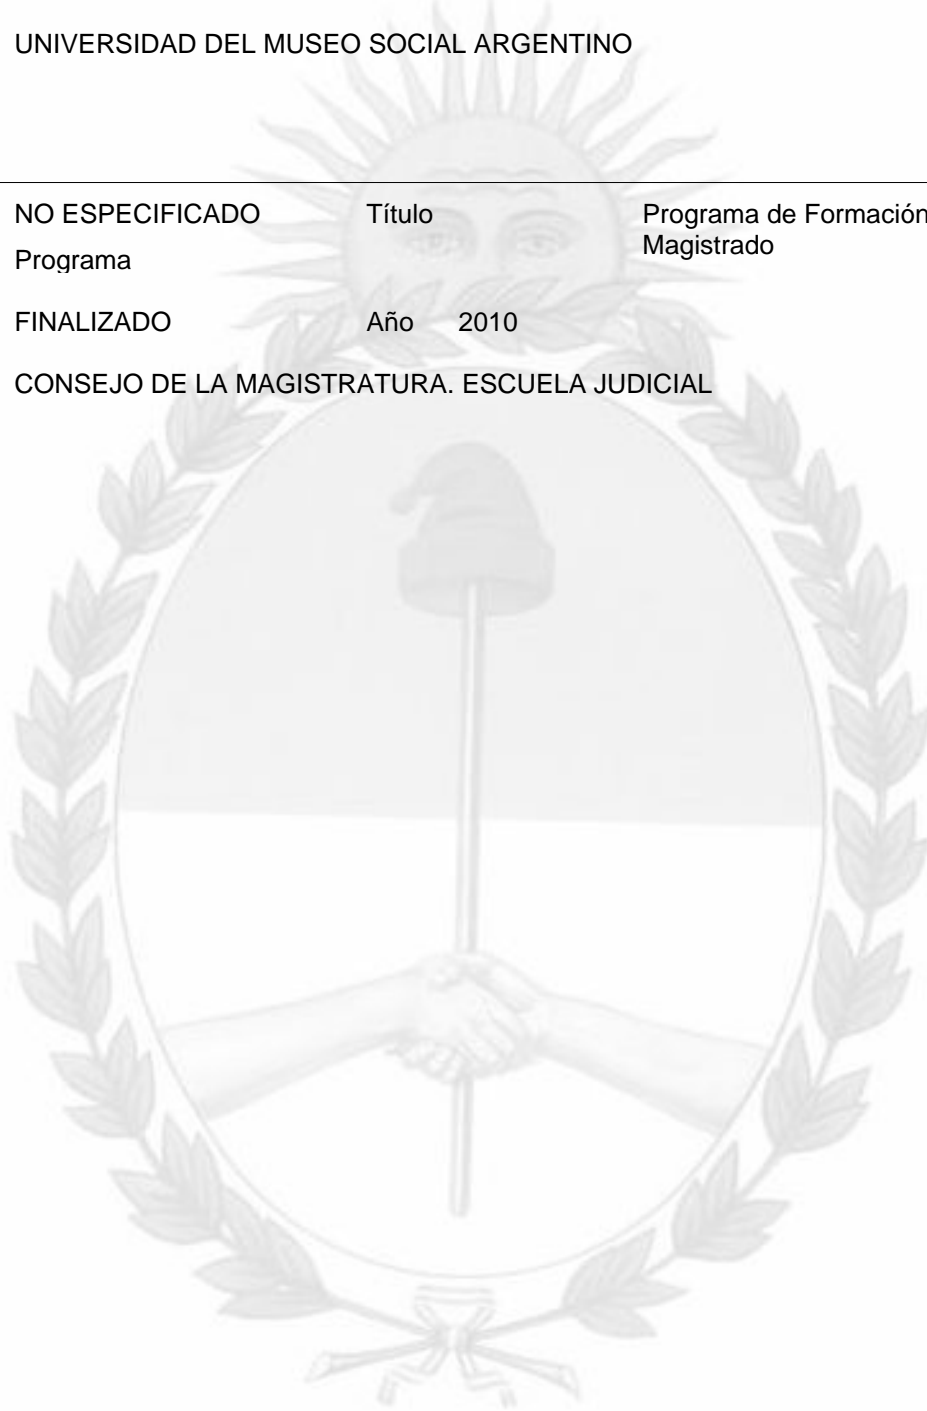 UNIVERSIDAD DEL MUSEO SOCIAL ARGENTINO
NO ESPECIFICADO Título Programa de Formación
Programa Magistrado
FINALIZADO Año 2010
CONSEJO DE LA MAGISTRATURA. ESCUELA JUDICIAL